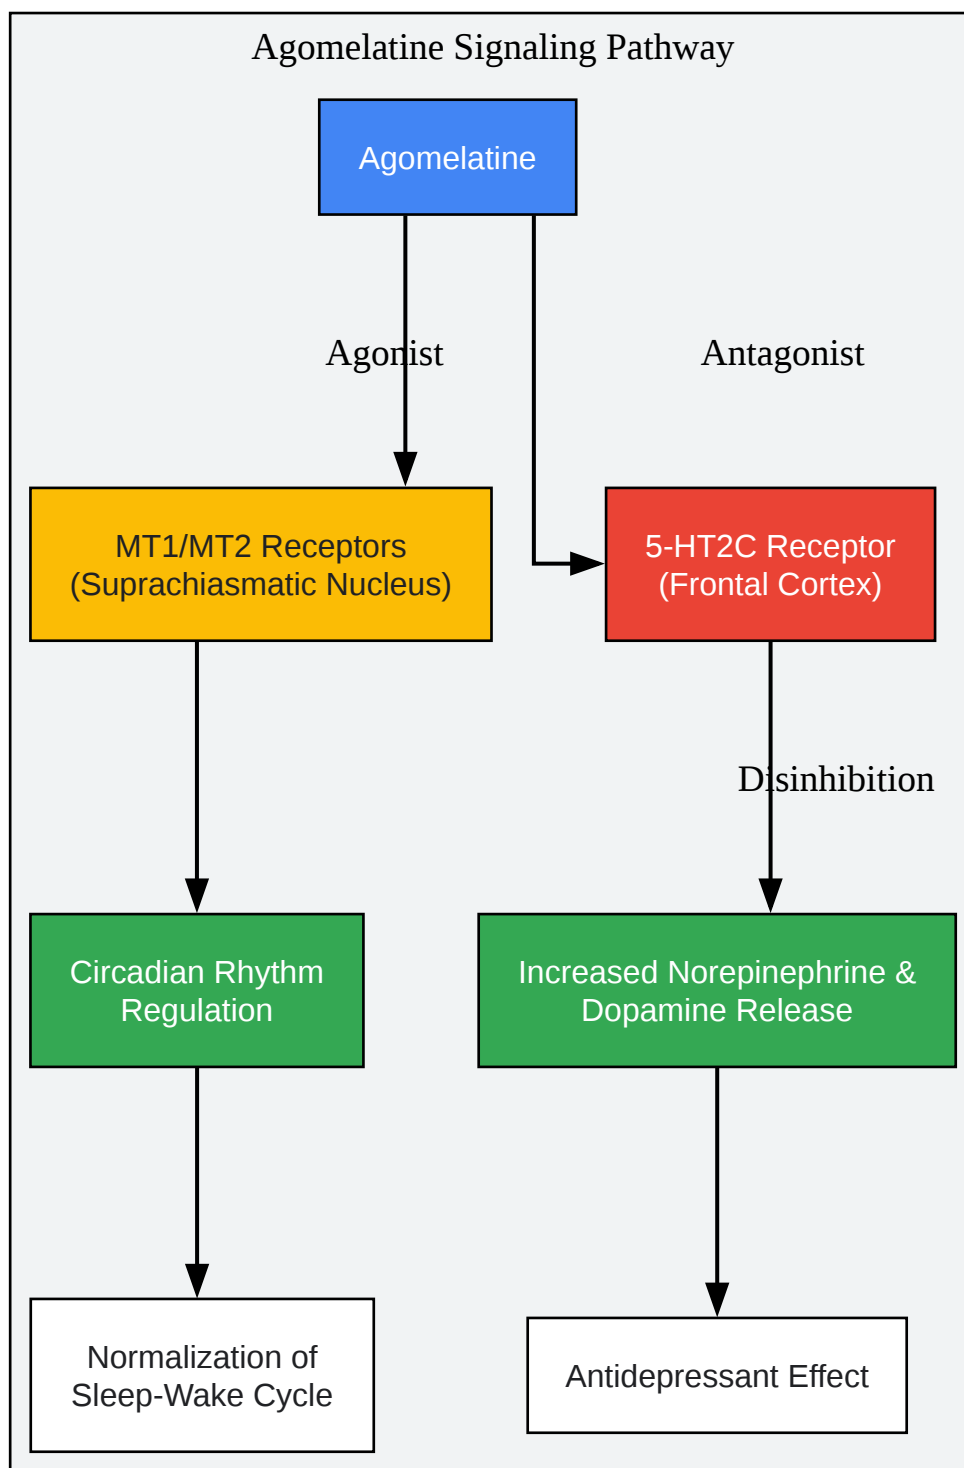 Agomelatine Signaling Pathway
Agomelatine
Agonist
Antagonist
MT1/MT2 Receptors
(Suprachiasmatic Nucleus)
5-HT2C Receptor
(Frontal Cortex)
Disinhibition
Circadian Rhythm
Regulation
Increased Norepinephrine &
Dopamine Release
Normalization of
Sleep-Wake Cycle
Antidepressant Effect